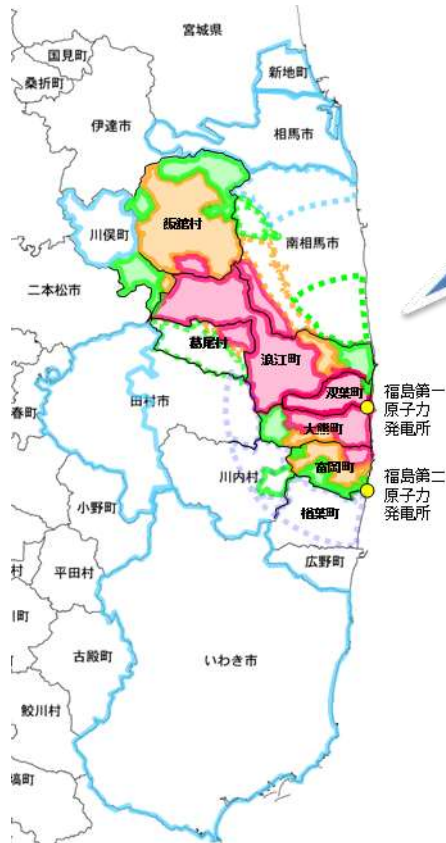 宮城県
国見町
新地町
桑折町
伊達市
相馬市
飯舘村
川俣町
南相馬市
二本松市
葛尾村
浪江町
双葉町
福島第一
原子力
発電所
田村市
春町
大熊町
富岡町
川内村
福島第二
原子力
発電所
小野町
楢葉町
広野町
村
平田村
川町
古殿町
いわき市
鮫川村
塙町